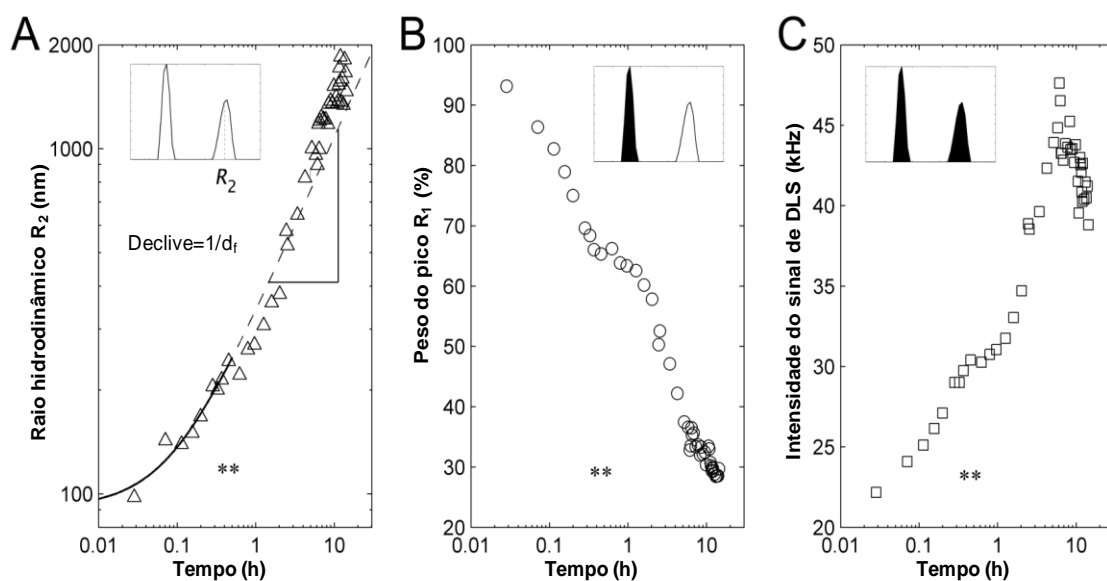 A
Raio hidrodinâmico R₂ (nm)
2000
1000
100
R₂
Declive=1/d_f
**
0.01 0.1 1 10
Tempo (h)
B
Peso do pico R₁ (%)
100
90
80
70
60
50
40
30
20
**
0.01 0.1 1 10
Tempo (h)
C
Intensidade do sinal de DLS (kHz)
50
45
40
35
30
25
20
**
0.01 0.1 1 10
Tempo (h)